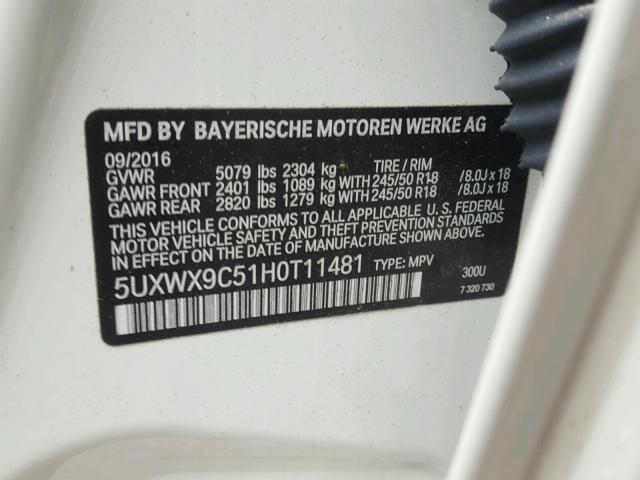 MFD BY BAYERISCHE MOTOREN WERKE AG
09/2016
GVWR 5079 lbs 2304 kg TIRE / RIM
GAWR FRONT 2401 lbs 1089 kg WITH 245/50 R18 /8.0J x 18
GAWR REAR 2820 lbs 1279 kg WITH 245/50 R18 /8.0J x 18
THIS VEHICLE CONFORMS TO ALL APPLICABLE U. S. FEDERAL
MOTOR VEHICLE SAFETY AND THEFT PREVENTION STANDARDS
IN EFFECT ON THE DATE OF MANUFACTURE SHOWN ABOVE.
5UXWX9C51H0T11481 TYPE: MPV 300U
7 320 730